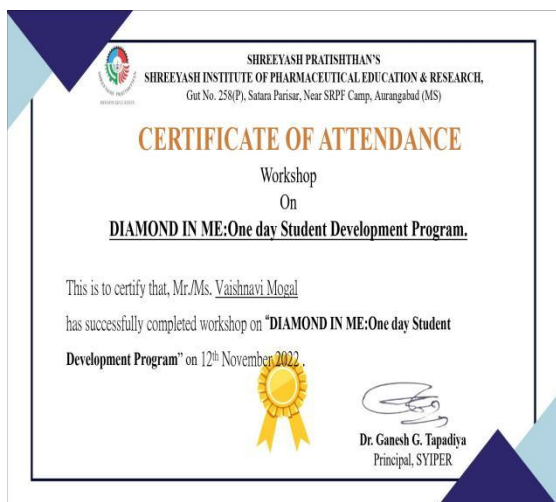 SHREEYASH PRATISHTHAN'S
SHREEYASH INSTITUTE OF PHARMACEUTICAL EDUCATION & RESEARCH,
Gut No. 258(P), Satara Parisar, Near SRPF Camp, Aurangabad (MS)
CERTIFICATE OF ATTENDANCE
Workshop
On
DIAMOND IN ME:One day Student Development Program.
This is to certify that, Mr./Ms. Vaishnavi Mogal
has successfully completed workshop on "DIAMOND IN ME:One day Student
Development Program" on 12th November 2022 .
Dr. Ganesh G. Tapadiya
Principal, SYIPER